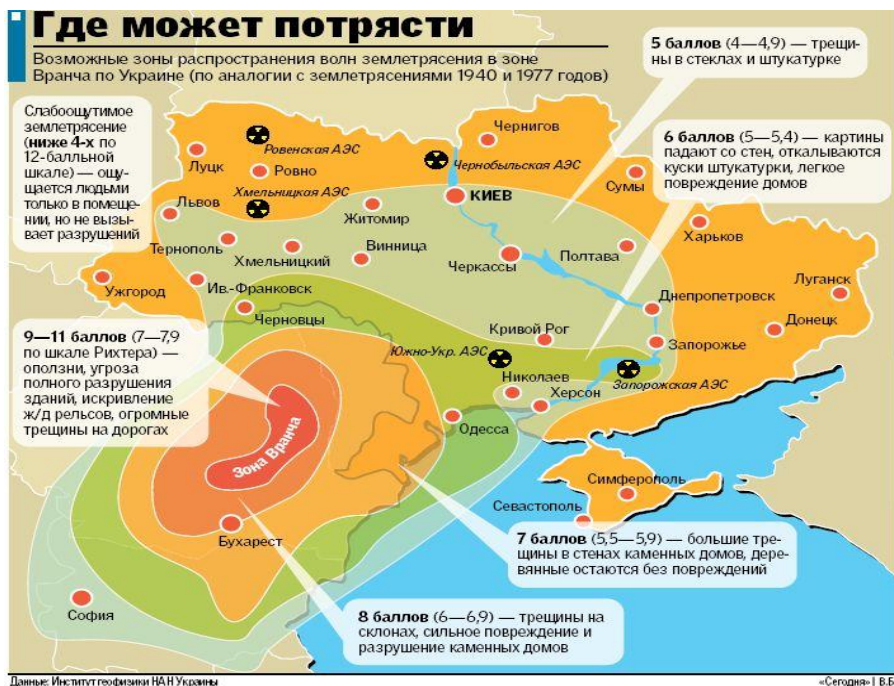 Где может потрясти
Возможные зоны распространения волн землетрясения в зоне
Вранча по Украине (по аналогии с землетрясениями 1940 и 1977 годов)
5 баллов (4—4,9) — трещи-
ны в стеклах и штукатурке
Слабоощутимое
землетрясение
(ниже 4-х по
12-балльной
шкале) — ощу-
щается людьми
только в помеще-
нии, но не вызы-
вает разрушений
6 баллов (5—5,4) — картины
падают со стен, откалываются
куски штукатурки, легкое
повреждение домов
Ровенская АЭС
Чернигов
Чернобыльская АЭС
Луцк
Ровно
Сумы
Хмельницкая АЭС
КИЕВ
Львов
Житомир
Харьков
Тернополь
Хмельницкий
Винница
Черкассы
Полтава
Ужгород
Ив.-Франковск
Луганск
Черновцы
Днепропетровск
Донецк
Кривой Рог
Запорожье
Южно-Укр. АЭС
Запорожская АЭС
Николаев
Херсон
Одесса
9—11 баллов (7—7,9
по шкале Рихтера) —
оползни, угроза
полного разрушения
зданий, искривление
ж/д рельсов, огромные
трещины на дорогах
Зона Вранча
Симферополь
Севастополь
Бухарест
7 баллов (5,5—5,9) — большие тре-
щины в стенах каменных домов, дере-
вянные остаются без повреждений
София
8 баллов (6—6,9) — трещины на
склонах, сильное повреждение и
разрушение каменных домов
Данные: Институт геофизики НАН Украины
«Сегодня» | В.Е.